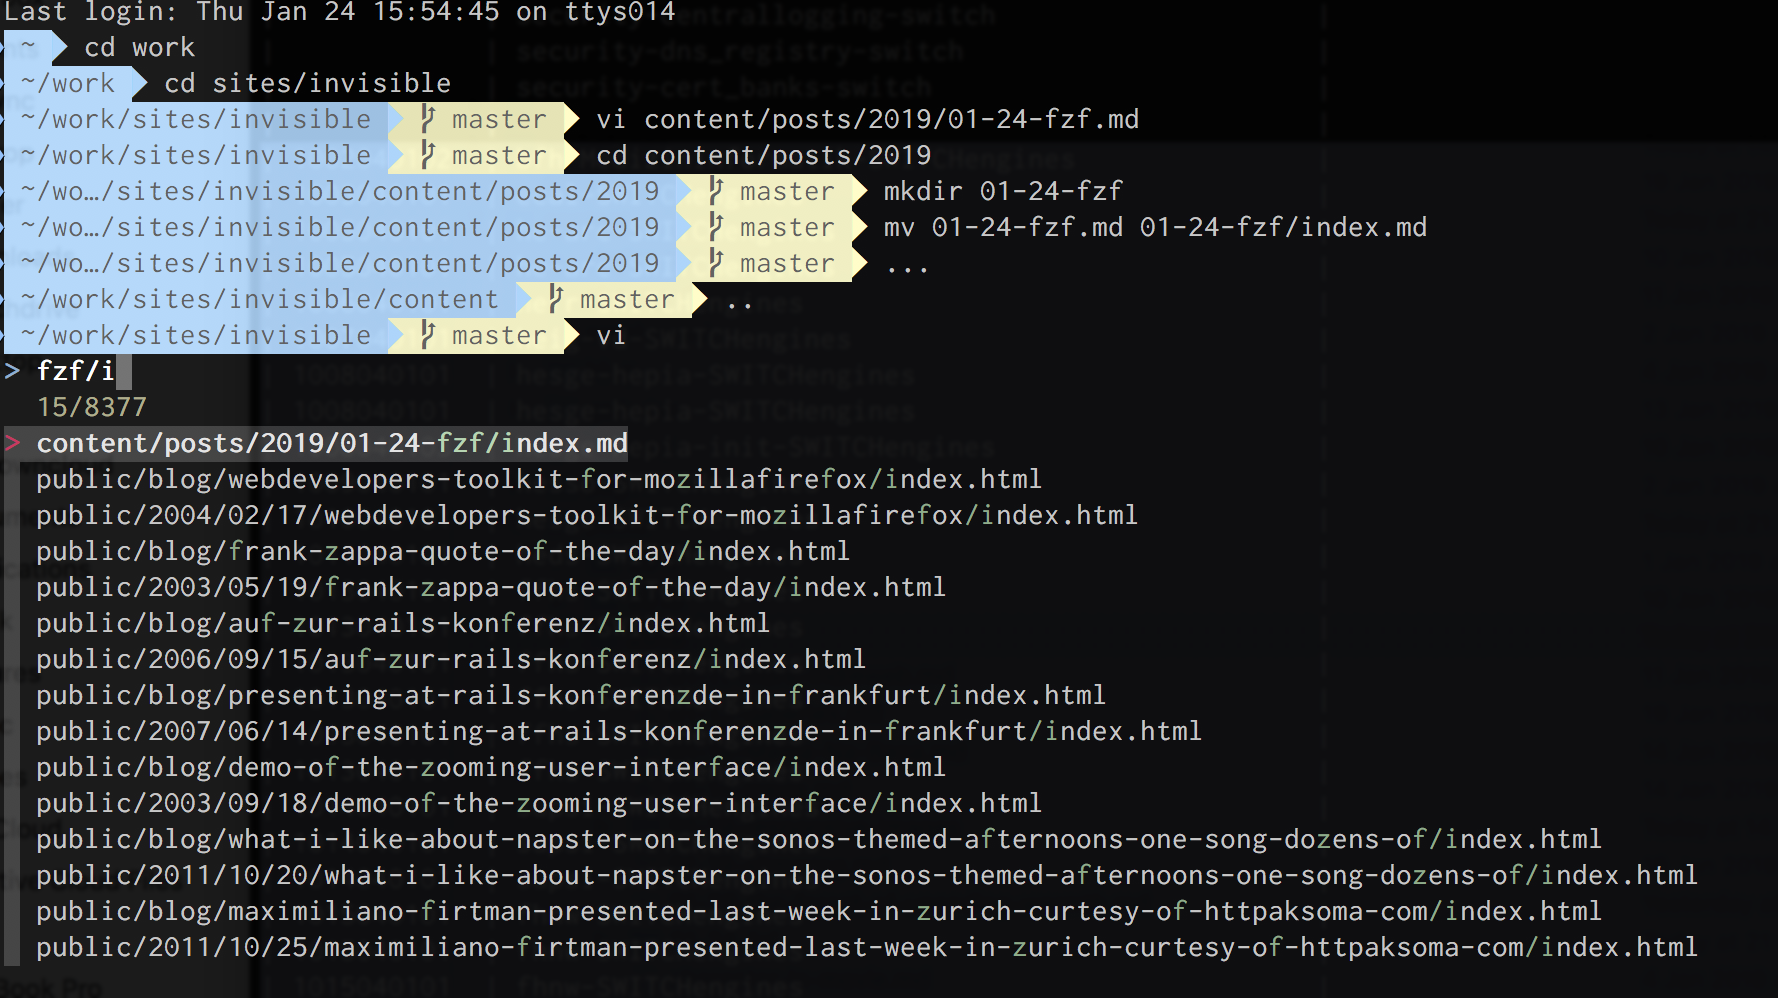 Last login: Thu Jan 24 15:54:45 on ttys014
~ cd work
~/work cd sites/invisible
~/work/sites/invisible master vi content/posts/2019/01-24-fzf.md
~/work/sites/invisible master cd content/posts/2019
~/wo…/sites/invisible/content/posts/2019 master mkdir 01-24-fzf
~/wo…/sites/invisible/content/posts/2019 master mv 01-24-fzf.md 01-24-fzf/index.md
~/wo…/sites/invisible/content/posts/2019 master ...
~/work/sites/invisible/content master ..
~/work/sites/invisible master vi
> fzf/i
15/8377
> content/posts/2019/01-24-fzf/index.md
public/blog/webdevelopers-toolkit-for-mozillafirefox/index.html
public/2004/02/17/webdevelopers-toolkit-for-mozillafirefox/index.html
public/blog/frank-zappa-quote-of-the-day/index.html
public/2003/05/19/frank-zappa-quote-of-the-day/index.html
public/blog/auf-zur-rails-konferenz/index.html
public/2006/09/15/auf-zur-rails-konferenz/index.html
public/blog/presenting-at-rails-konferenzde-in-frankfurt/index.html
public/2007/06/14/presenting-at-rails-konferenzde-in-frankfurt/index.html
public/blog/demo-of-the-zooming-user-interface/index.html
public/2003/09/18/demo-of-the-zooming-user-interface/index.html
public/blog/what-i-like-about-napster-on-the-sonos-themed-afternoons-one-song-dozens-of/index.html
public/2011/10/20/what-i-like-about-napster-on-the-sonos-themed-afternoons-one-song-dozens-of/index.html
public/blog/maximiliano-firtman-presented-last-week-in-zurich-curtesy-of-httpaksoma-com/index.html
public/2011/10/25/maximiliano-firtman-presented-last-week-in-zurich-curtesy-of-httpaksoma-com/index.html